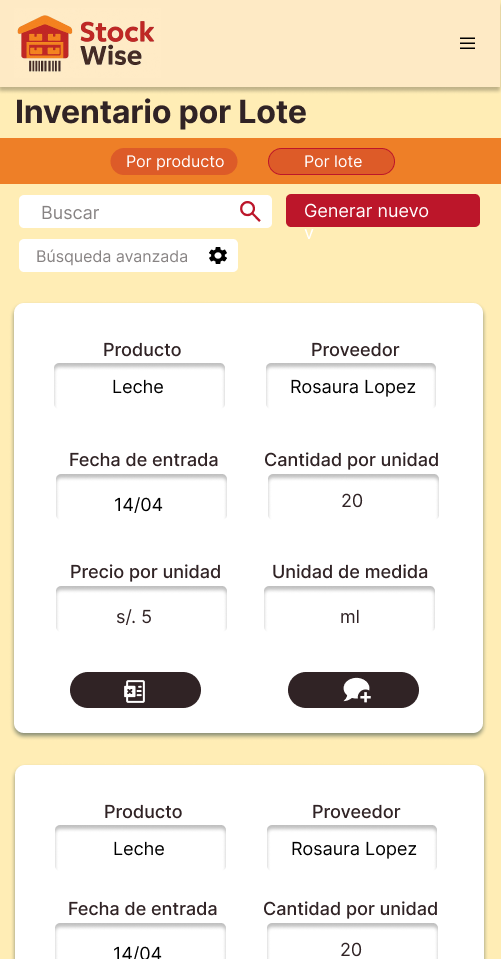 Stock
Wise
Inventario por Lote
Por producto Por lote
Buscar Generar nuevo
v
Búsqueda avanzada
Producto Proveedor
Leche Rosaura Lopez
Fecha de entrada Cantidad por unidad
14/04 20
Precio por unidad Unidad de medida
s/. 5 ml
Producto Proveedor
Leche Rosaura Lopez
Fecha de entrada Cantidad por unidad
14/04 20